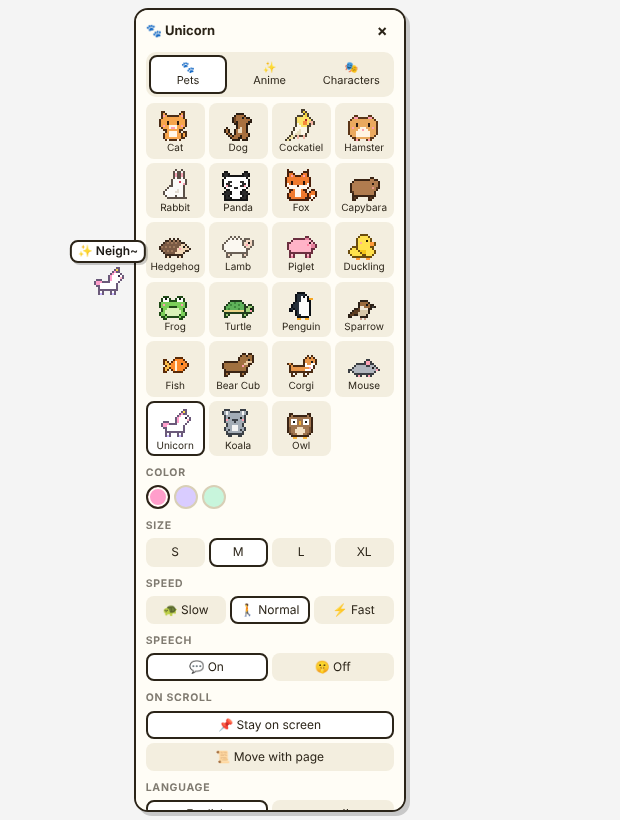 🐾 Unicorn ×
🐾 ✨ 🎭
Pets Anime Characters
Cat Dog Cockatiel Hamster
Rabbit Panda Fox Capybara
✨ Neigh~
Hedgehog Lamb Piglet Duckling
Frog Turtle Penguin Sparrow
Fish Bear Cub Corgi Mouse
Unicorn Koala Owl
COLOR
SIZE
S M L XL
SPEED
🐢 Slow 🚶 Normal ⚡ Fast
SPEECH
💬 On 🤫 Off
ON SCROLL
📌 Stay on screen
📜 Move with page
LANGUAGE